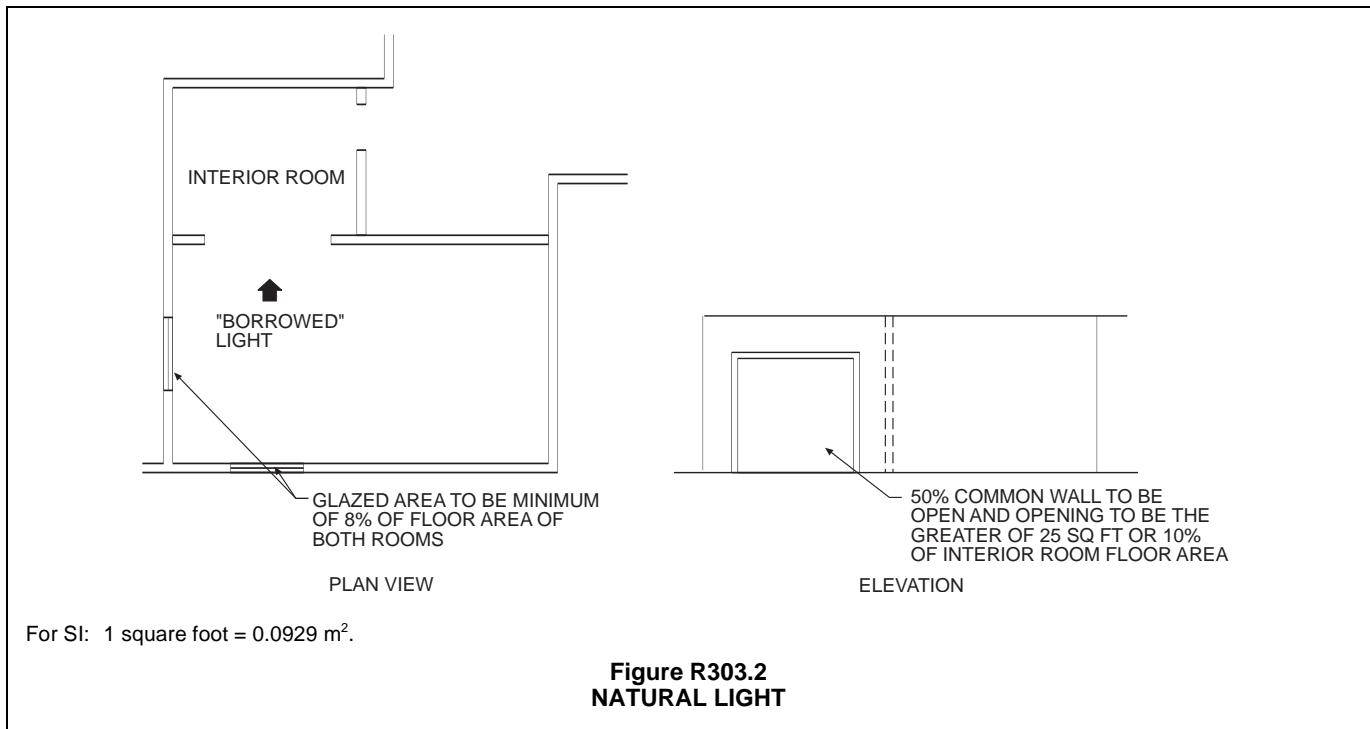 INTERIOR ROOM
"BORROWED"
LIGHT
GLAZED AREA TO BE MINIMUM
OF 8% OF FLOOR AREA OF
BOTH ROOMS
PLAN VIEW
50% COMMON WALL TO BE
OPEN AND OPENING TO BE THE
GREATER OF 25 SQ FT OR 10%
OF INTERIOR ROOM FLOOR AREA
ELEVATION
For SI: 1 square foot = 0.0929 m².
Figure R303.2
NATURAL LIGHT